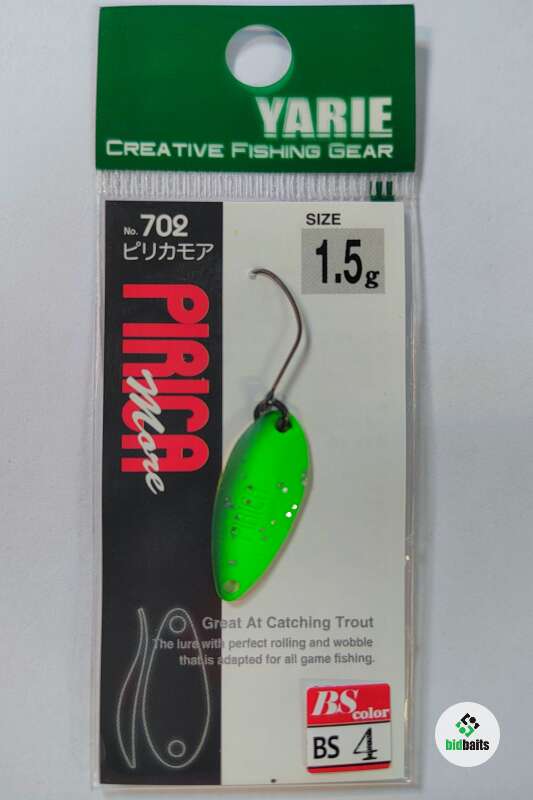 YARIE
CREATIVE FISHING GEAR
No. 702
ピリカモア
SIZE
1.5g
PIRICA
More
Great At Catching Trout
The lure with perfect rolling and wobble
that is adapted for all game fishing.
BS
color
BS 4
bidbaits